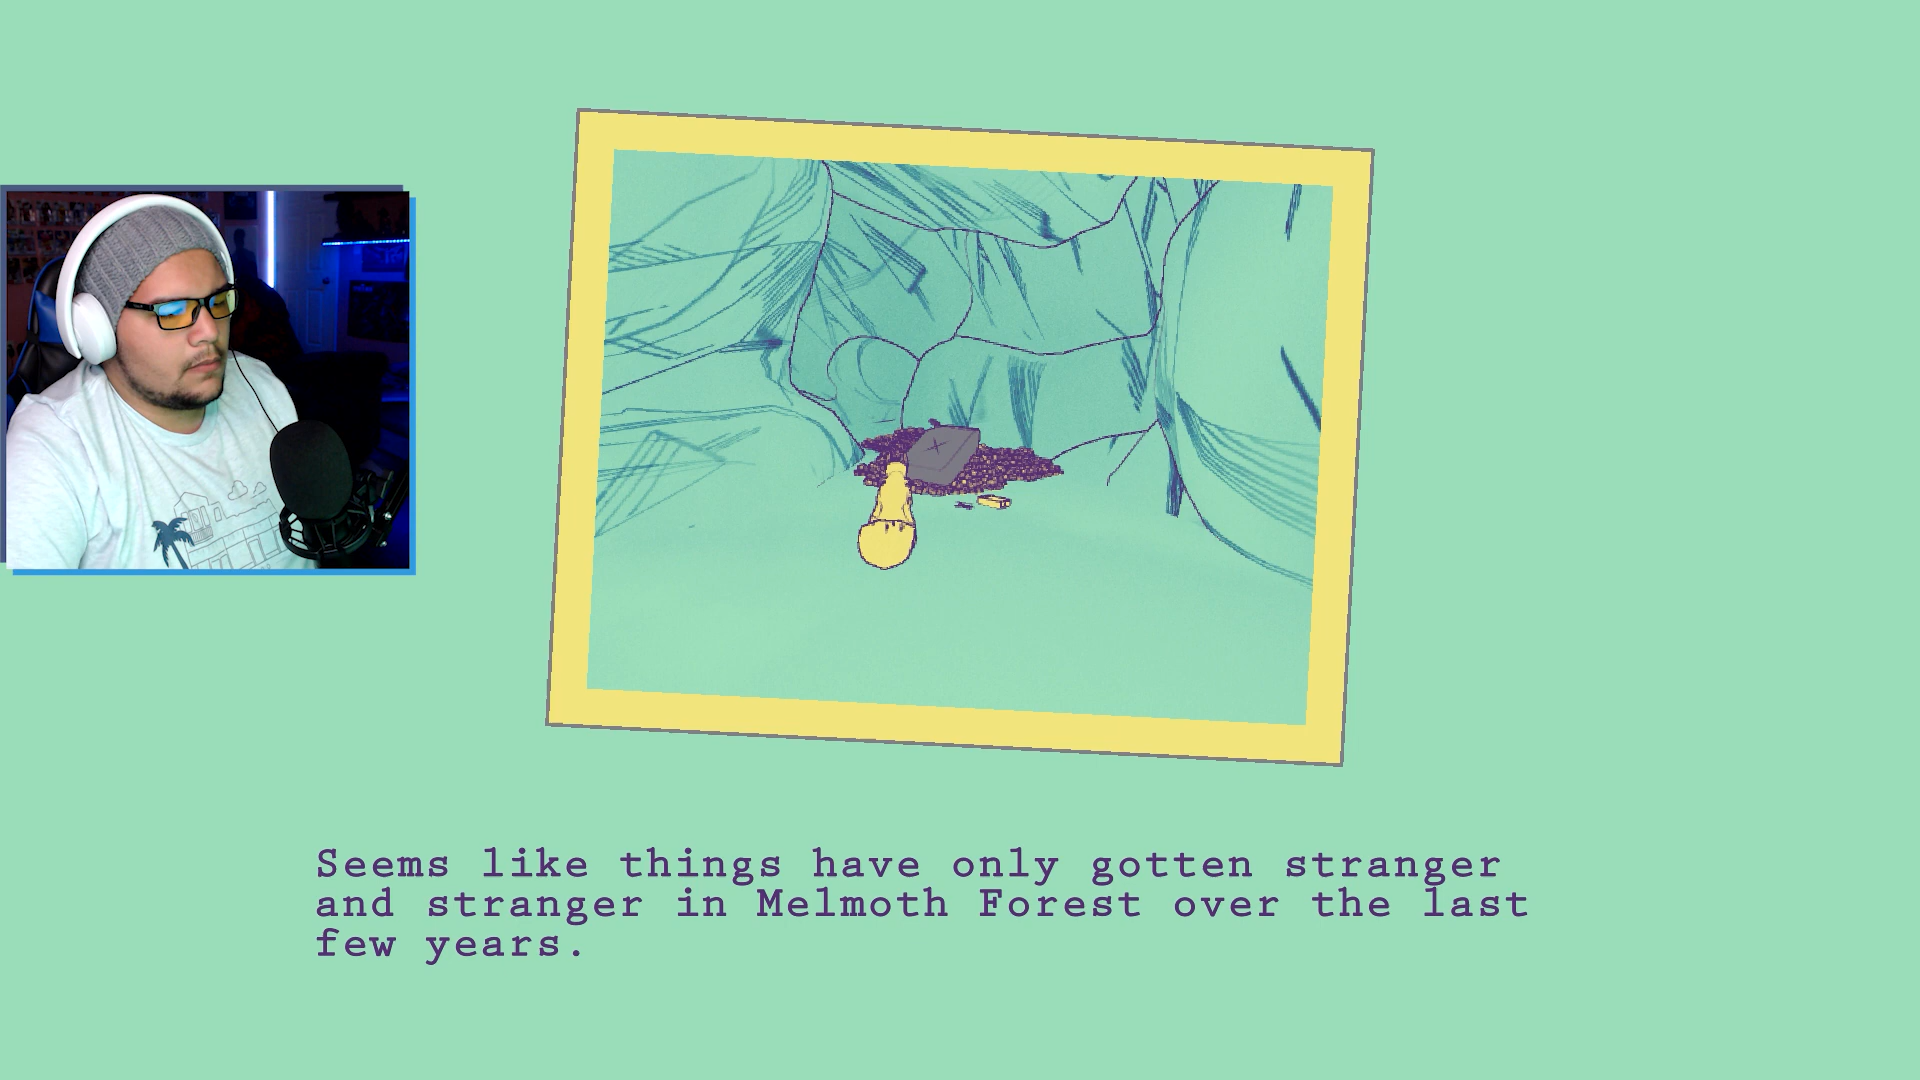 Seems like things have only gotten stranger
and stranger in Melmoth Forest over the last
few years.